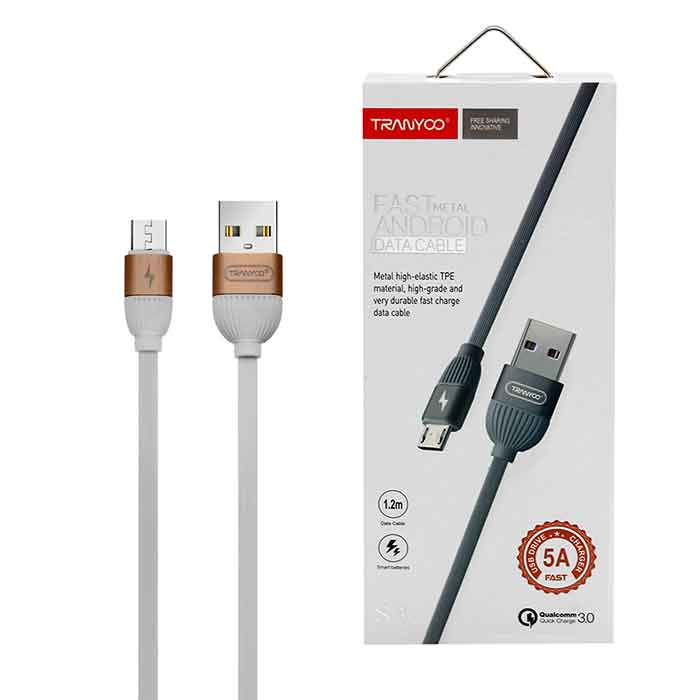 TRANYOO®
TRANYOO®
FREE SHARING
INNOVATIVE
FAST METAL
ANDROID
DATA CABLE
Metal high-elastic TPE
material, high-grade and
very durable fast charge
data cable
TRANYOO
1.2m
Data Cable
Smart batteries
USB DRIVE CHARGER
5A
FAST
Qualcomm
Quick Charge 3.0